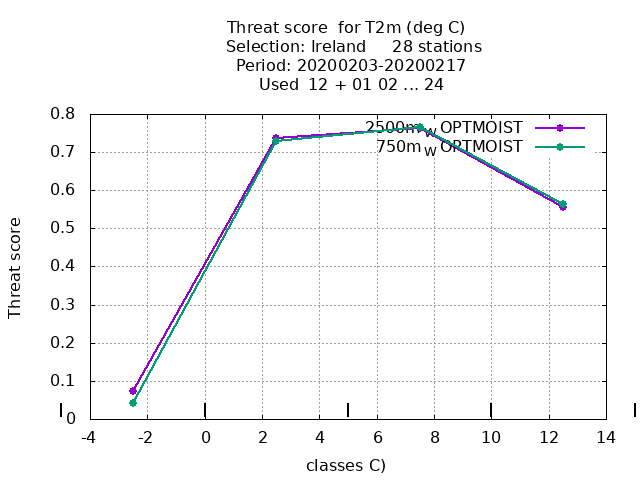 Threat score  for T2m (deg C)
Selection: Ireland     28 stations
Period: 20200203-20200217
Used  12 + 01 02 ... 24
2500m_W OPTMOIST
750m_W OPTMOIST
Threat score
0.8
0.7
0.6
0.5
0.4
0.3
0.2
0.1
0
-4 -2 0 2 4 6 8 10 12 14
classes C)